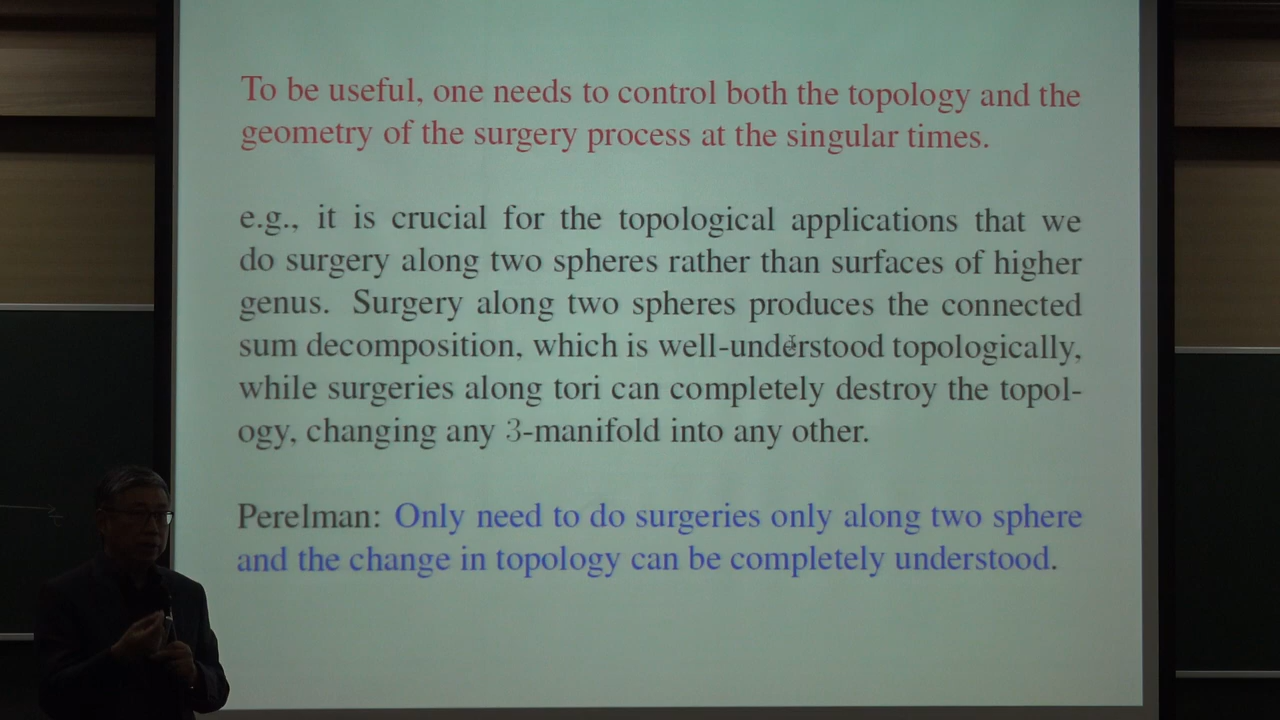 To be useful, one needs to control both the topology and the
geometry of the surgery process at the singular times.
e.g., it is crucial for the topological applications that we
do surgery along two spheres rather than surfaces of higher
genus. Surgery along two spheres produces the connected
sum decomposition, which is well-understood topologically,
while surgeries along tori can completely destroy the topol-
ogy, changing any 3-manifold into any other.
Perelman: Only need to do surgeries only along two sphere
and the change in topology can be completely understood.